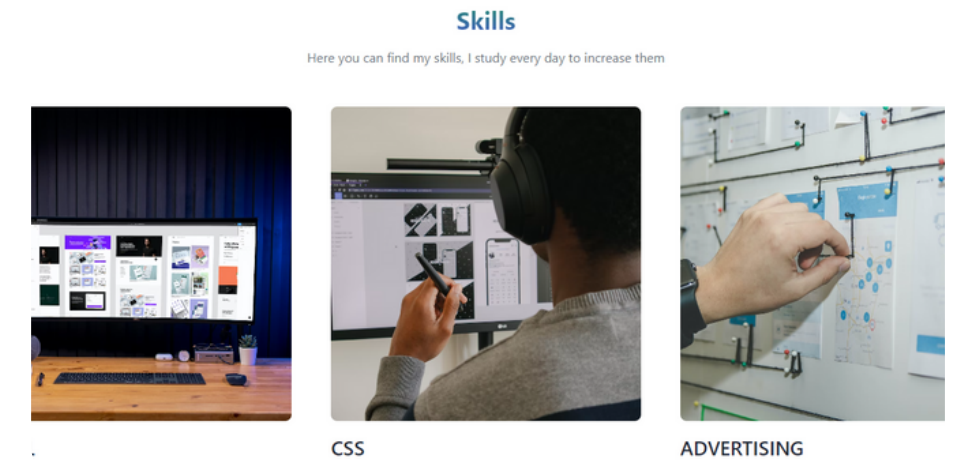 Skills
Here you can find my skills, I study every day to increase them
CSS
ADVERTISING